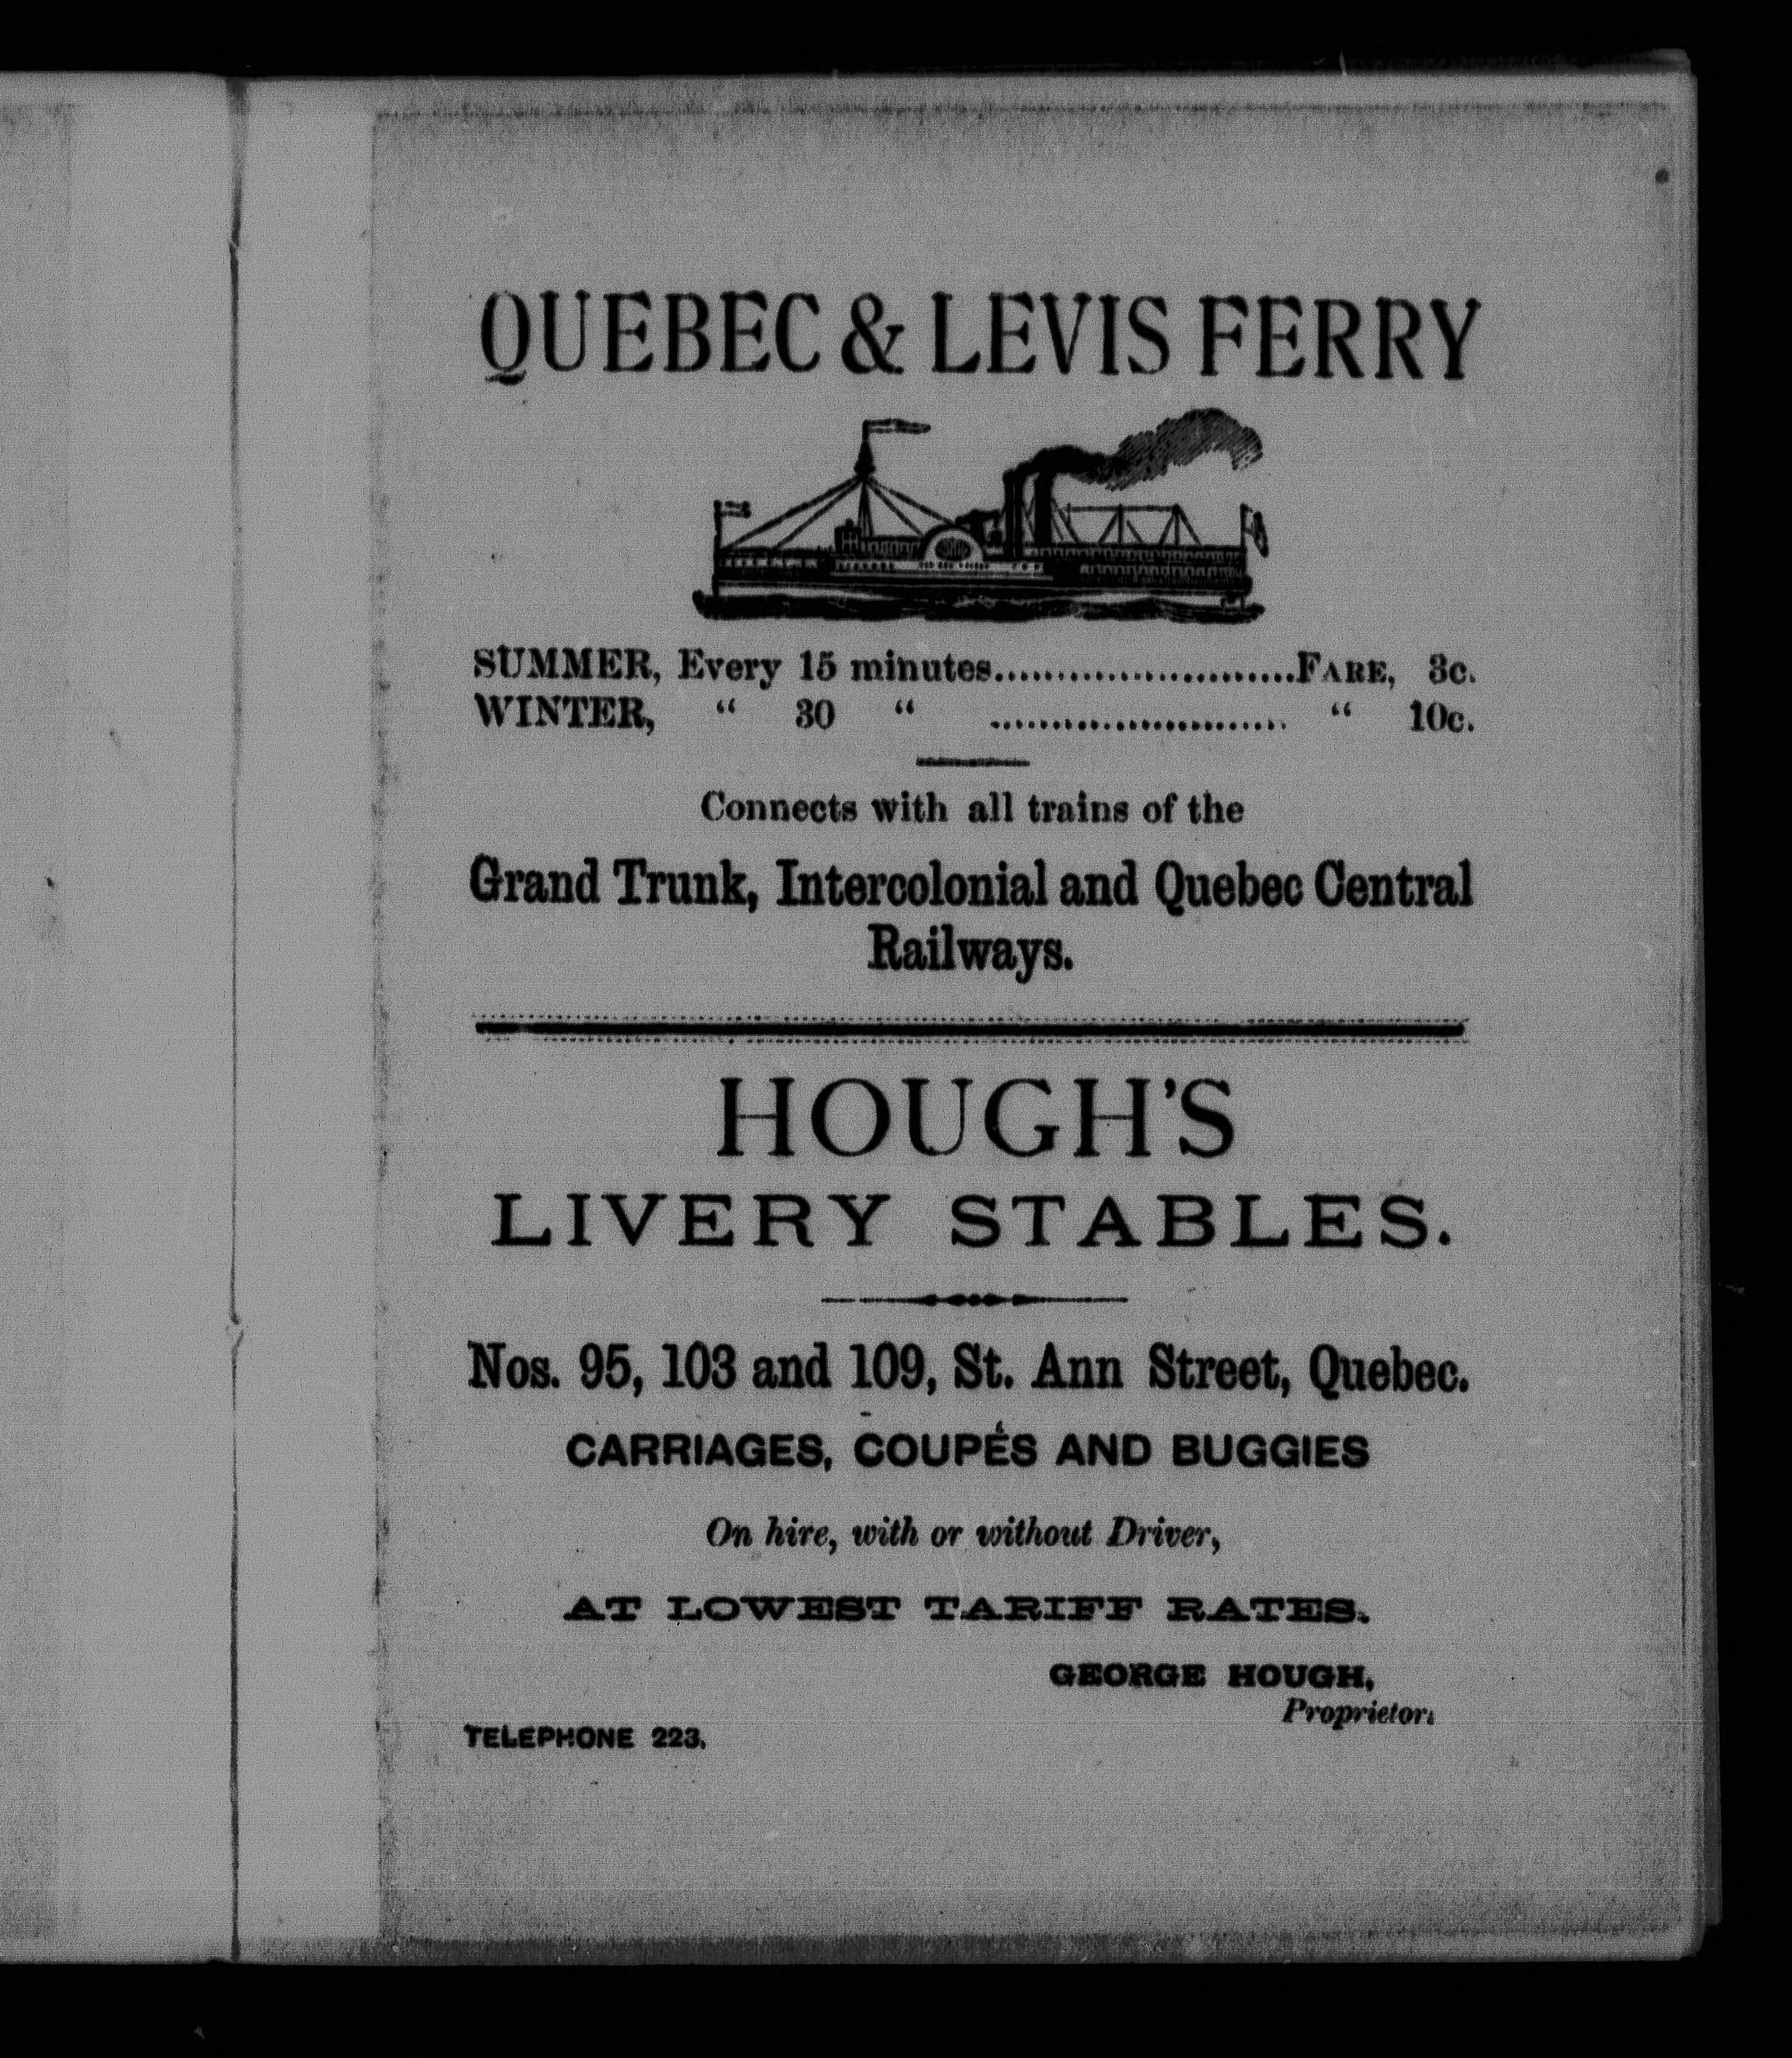 QUEBEC & LEVIS FERRY
SUMMER, Every 15 minutes........................FARE, 3c.
WINTER, “ 30 “ ........................ “ 10c.
Connects with all trains of the
Grand Trunk, Intercolonial and Quebec Central
Railways.
HOUGH'S
LIVERY STABLES.
Nos. 95, 103 and 109, St. Ann Street, Quebec.
CARRIAGES, COUPÉS AND BUGGIES
On hire, with or without Driver,
AT LOWEST TARIFF RATES.
GEORGE HOUGH,
Proprietor.
TELEPHONE 223.